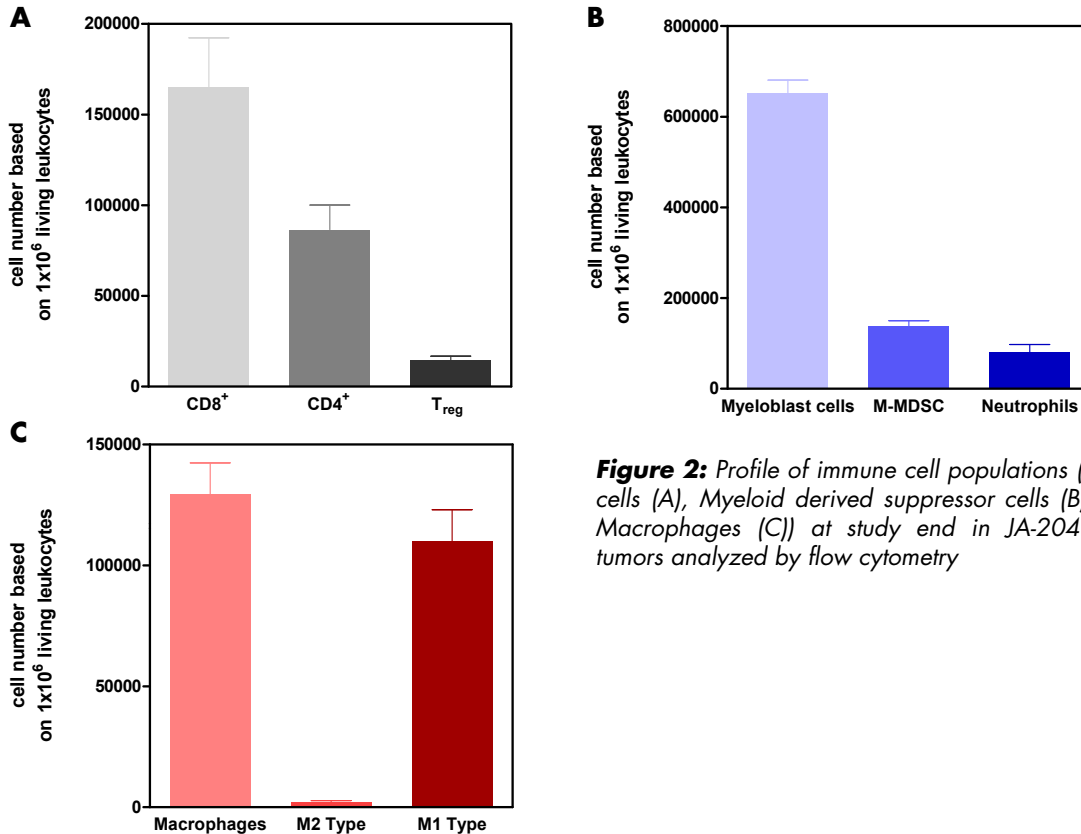 A
cell number based
on 1x10⁶ living leukocytes
200000
150000
100000
50000
0
CD8⁺ CD4⁺ T_reg
B
cell number based
on 1x10⁶ living leukocytes
800000
600000
400000
200000
0
Myeloblast cells M-MDSC Neutrophils
C
cell number based
on 1x10⁶ living leukocytes
150000
100000
50000
0
Macrophages M2 Type M1 Type
Figure 2: Profile of immune cell populations (
cells (A), Myeloid derived suppressor cells (B)
Macrophages (C)) at study end in JA-204
tumors analyzed by flow cytometry